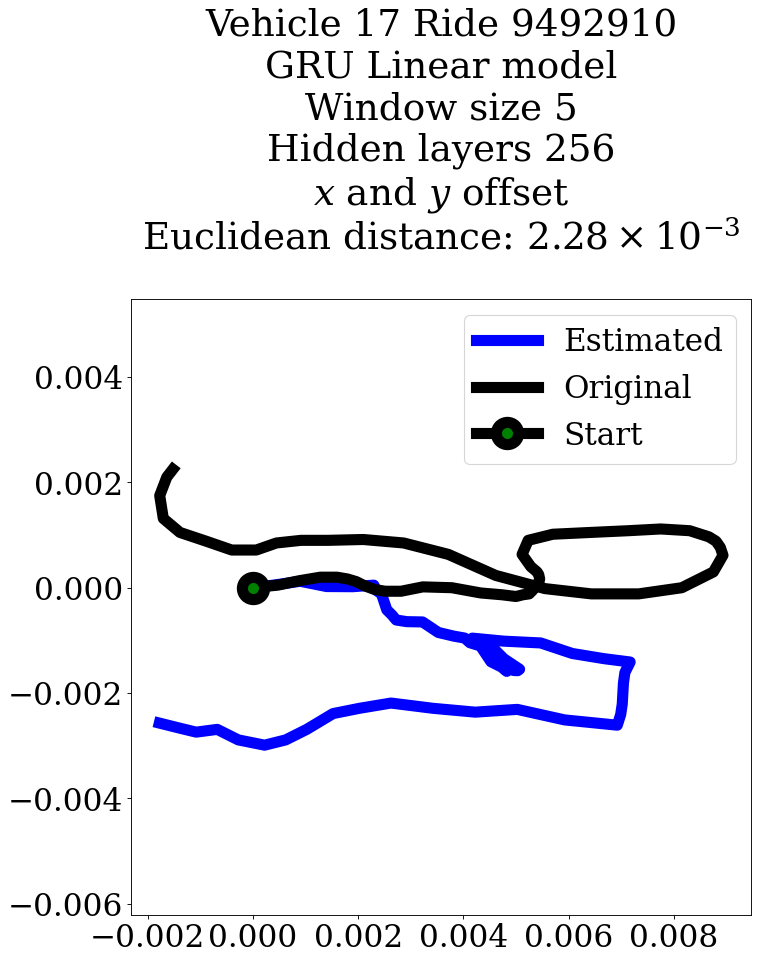 Vehicle 17 Ride 9492910
GRU Linear model
Window size 5
Hidden layers 256
x and y offset
Euclidean distance: 2.28 × 10⁻³
Estimated
Original
Start
0.004
0.002
0.000
−0.002
−0.004
−0.006
−0.002 0.000 0.002 0.004 0.006 0.008